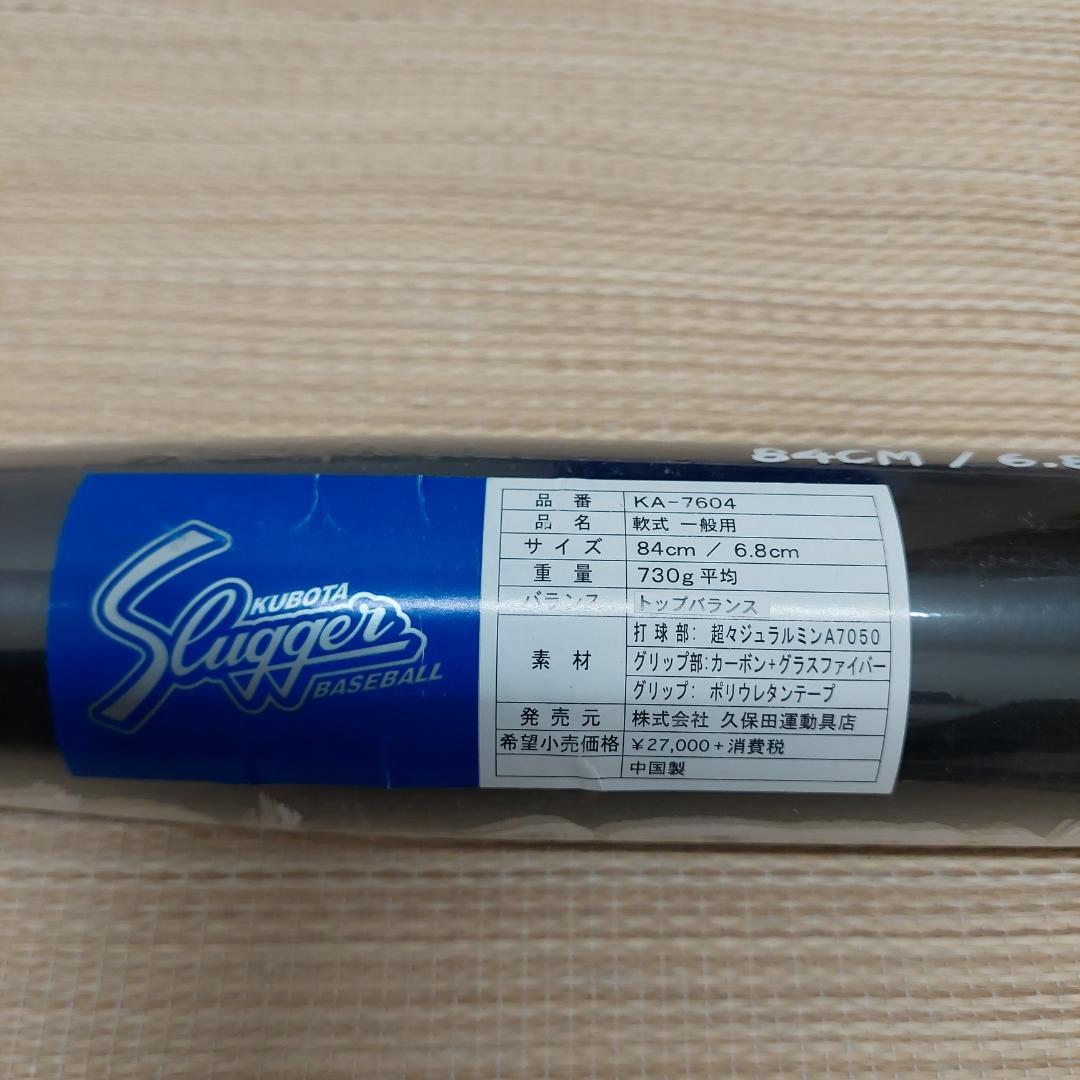 84CM / 6.8
KUBOTA
Slugger
BASEBALL
品番 KA-7604
品名 軟式 一般用
サイズ 84cm / 6.8cm
重量 730g平均
バランス トップバランス
素材 打球部: 超々ジュラルミンA7050
グリップ部:カーボン+グラスファイバー
グリップ: ポリウレタンテープ
発売元 株式会社 久保田運動具店
希望小売価格 ¥27,000+消費税
中国製